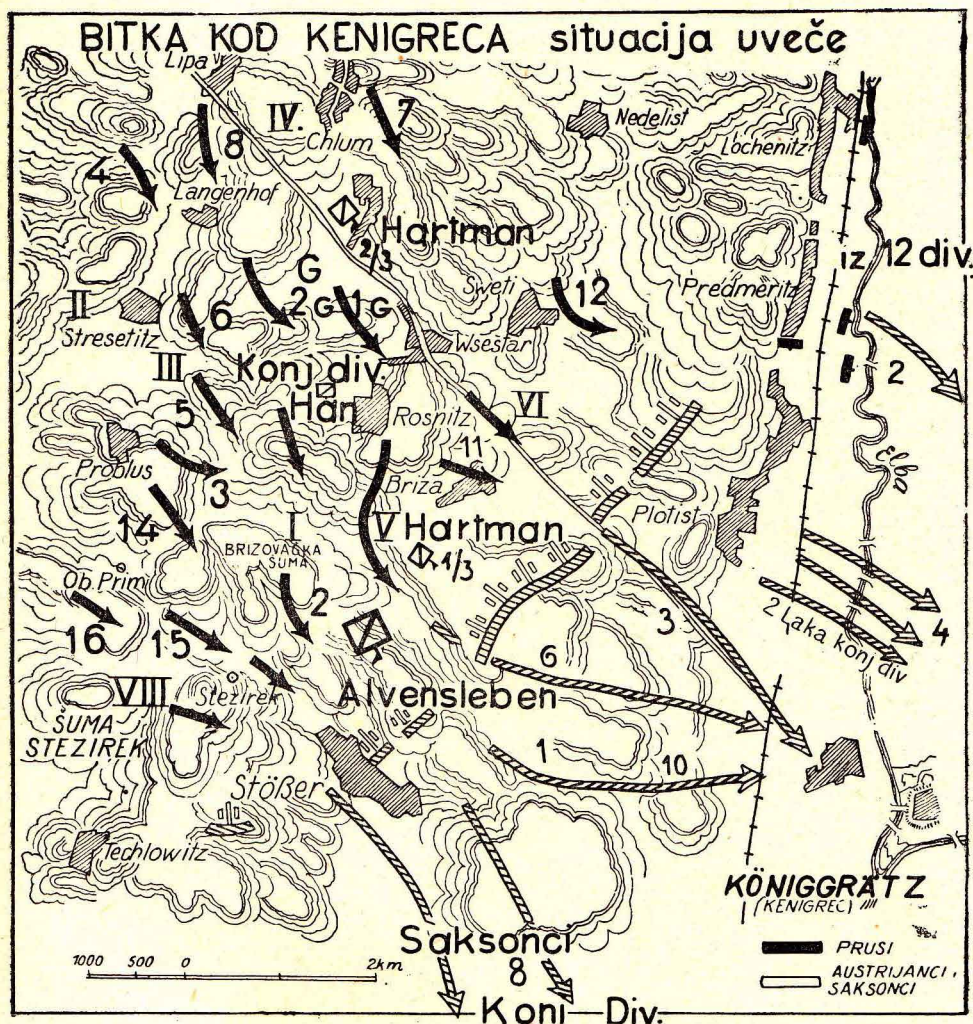 BITKA KOD KENIGRECA situacija uveče
Lipa
IV.
7
Nedelist
Chlum
Lochenitz
8
4
Langenhof
Hartman
2/3
IZ 12 div.
G
2G
1G
Sweti
12
Predmeritz
II
6
Stresetitz
Wsestar
III
Konj div.
2
Han
5
Rosnitz
VI
Problus
11
Elba
3
Briza
14
Plotist
I
V
Hartman
BRIZOVAČKA
ŠUMA
1/3
Ob. Prim
2
16
15
3
2 Laka konj div
4
6
VIII
Stezirek
Alvensleben
ŠUMA
STEZIREK
1
10
Stößer
Techlowitz
KÖNIGGRÄTZ
(KENIGREC)
Saksonci
8
Konj Div.
1000 500 0 2km
PRUSI
AUSTRIJANCI,
SAKSONCI